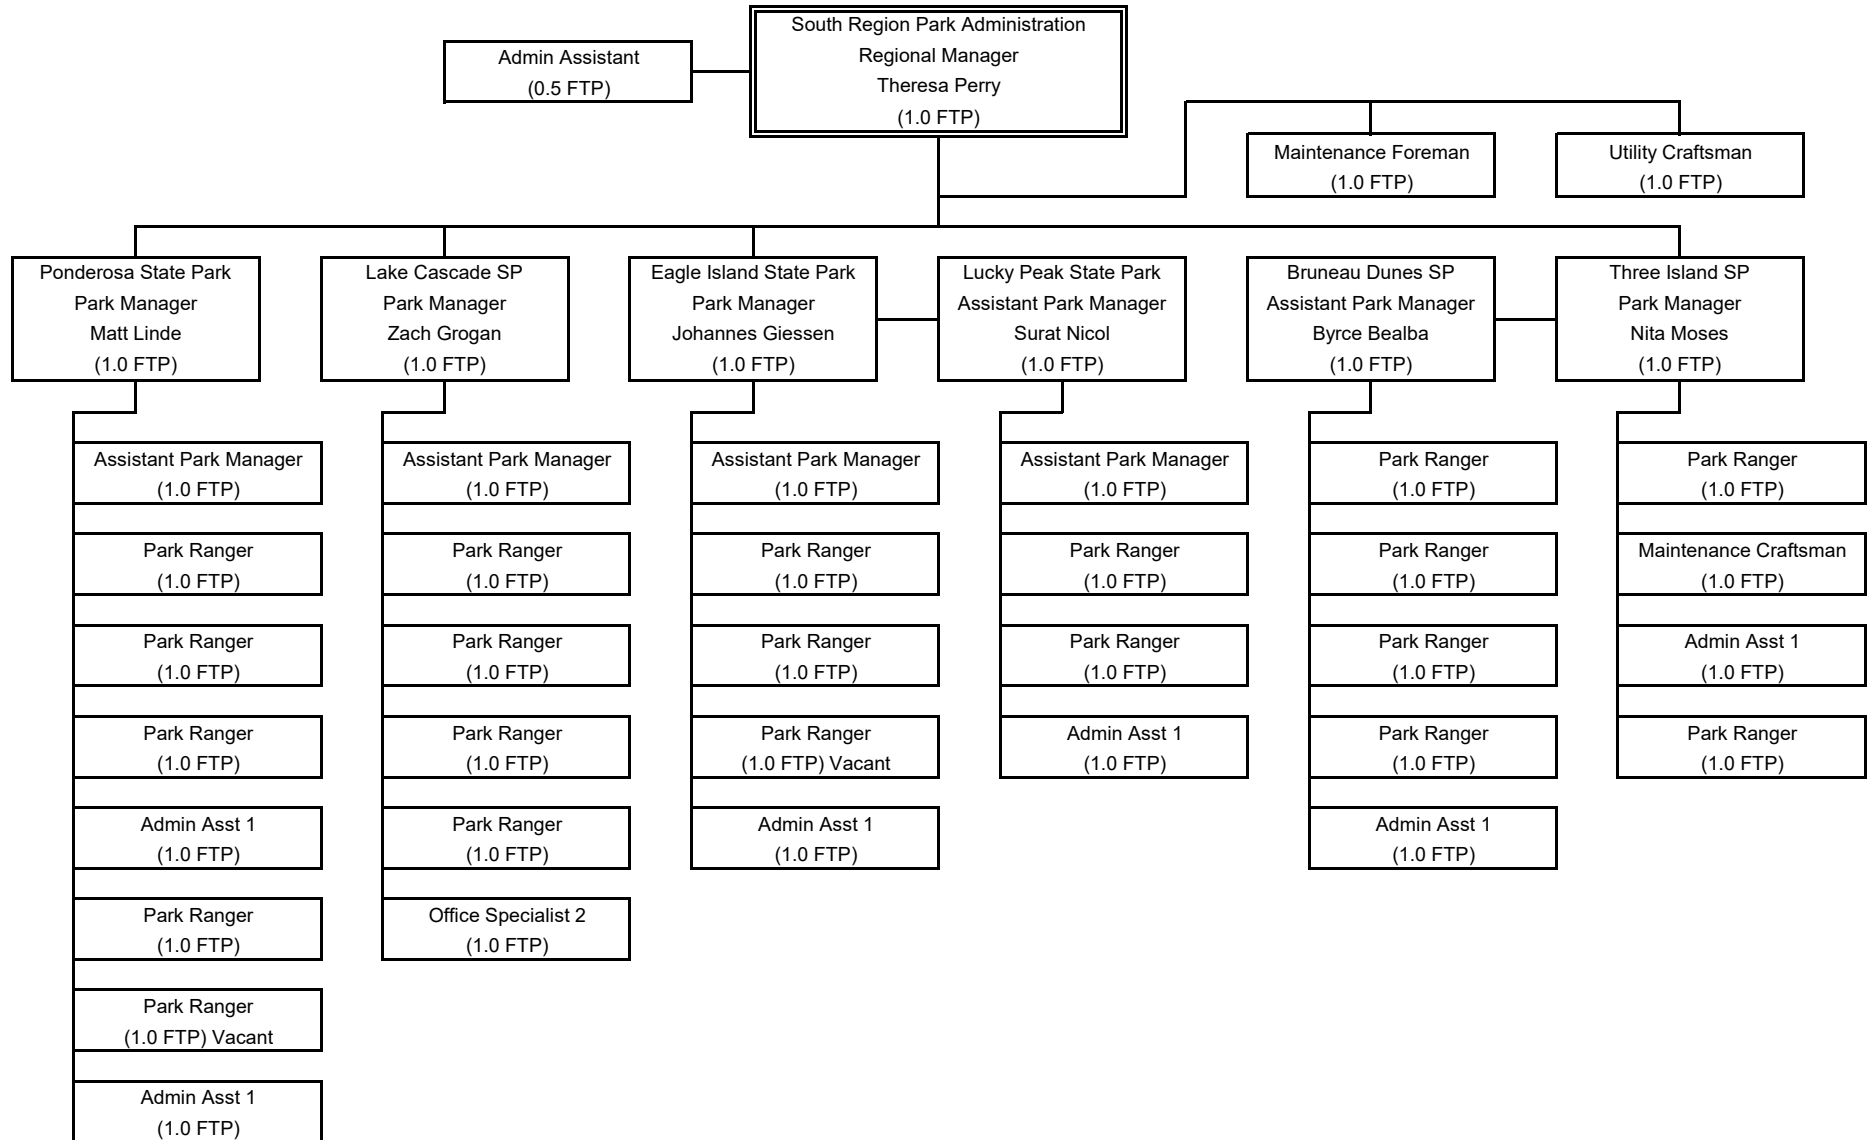 South Region Park Administration
Regional Manager
Theresa Perry
(1.0 FTP)
Admin Assistant
(0.5 FTP)
Maintenance Foreman
(1.0 FTP)
Utility Craftsman
(1.0 FTP)
Ponderosa State Park
Park Manager
Matt Linde
(1.0 FTP)
Lake Cascade SP
Park Manager
Zach Grogan
(1.0 FTP)
Eagle Island State Park
Park Manager
Johannes Giessen
(1.0 FTP)
Lucky Peak State Park
Assistant Park Manager
Surat Nicol
(1.0 FTP)
Bruneau Dunes SP
Assistant Park Manager
Byrce Bealba
(1.0 FTP)
Three Island SP
Park Manager
Nita Moses
(1.0 FTP)
Assistant Park Manager
(1.0 FTP)
Park Ranger
(1.0 FTP)
Park Ranger
(1.0 FTP)
Park Ranger
(1.0 FTP)
Admin Asst 1
(1.0 FTP)
Park Ranger
(1.0 FTP)
Park Ranger
(1.0 FTP) Vacant
Admin Asst 1
(1.0 FTP)
Assistant Park Manager
(1.0 FTP)
Park Ranger
(1.0 FTP)
Park Ranger
(1.0 FTP)
Park Ranger
(1.0 FTP)
Park Ranger
(1.0 FTP)
Office Specialist 2
(1.0 FTP)
Assistant Park Manager
(1.0 FTP)
Park Ranger
(1.0 FTP)
Park Ranger
(1.0 FTP)
Park Ranger
(1.0 FTP) Vacant
Admin Asst 1
(1.0 FTP)
Assistant Park Manager
(1.0 FTP)
Park Ranger
(1.0 FTP)
Park Ranger
(1.0 FTP)
Admin Asst 1
(1.0 FTP)
Park Ranger
(1.0 FTP)
Park Ranger
(1.0 FTP)
Park Ranger
(1.0 FTP)
Park Ranger
(1.0 FTP)
Admin Asst 1
(1.0 FTP)
Park Ranger
(1.0 FTP)
Maintenance Craftsman
(1.0 FTP)
Admin Asst 1
(1.0 FTP)
Park Ranger
(1.0 FTP)